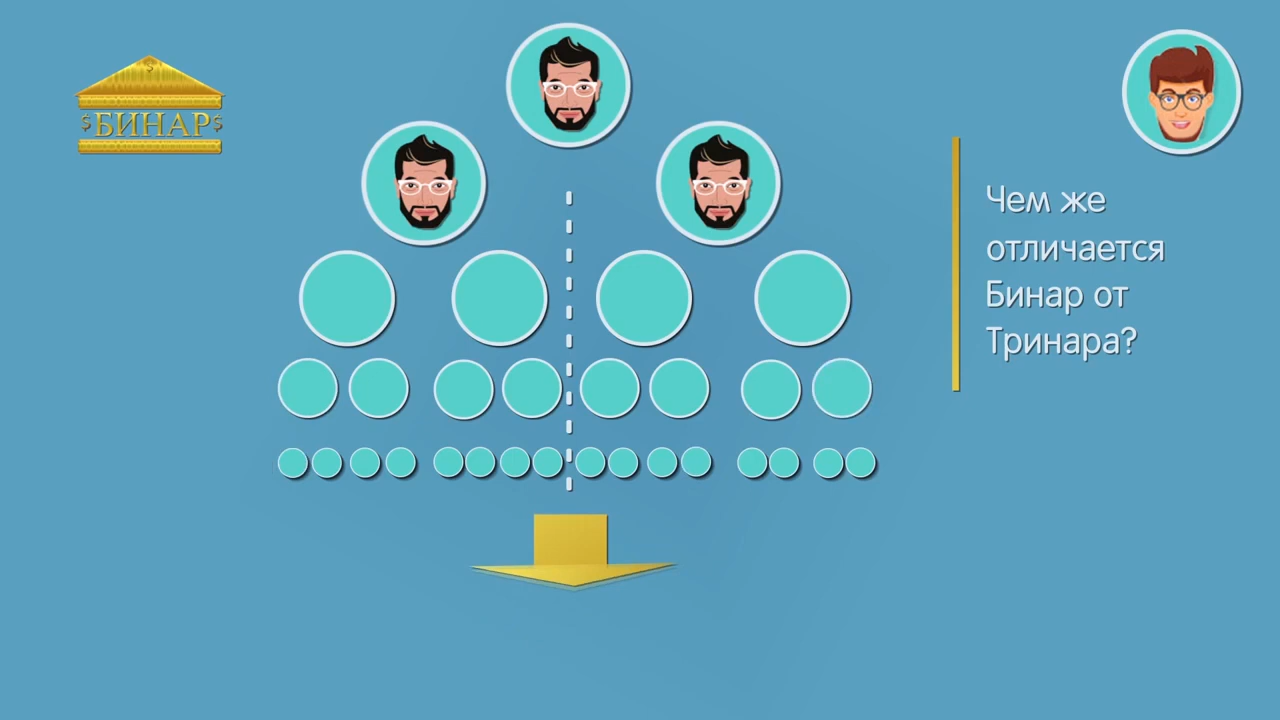 $
$БИНАР$
Чем же
отличается
Бинар от
Тринара?